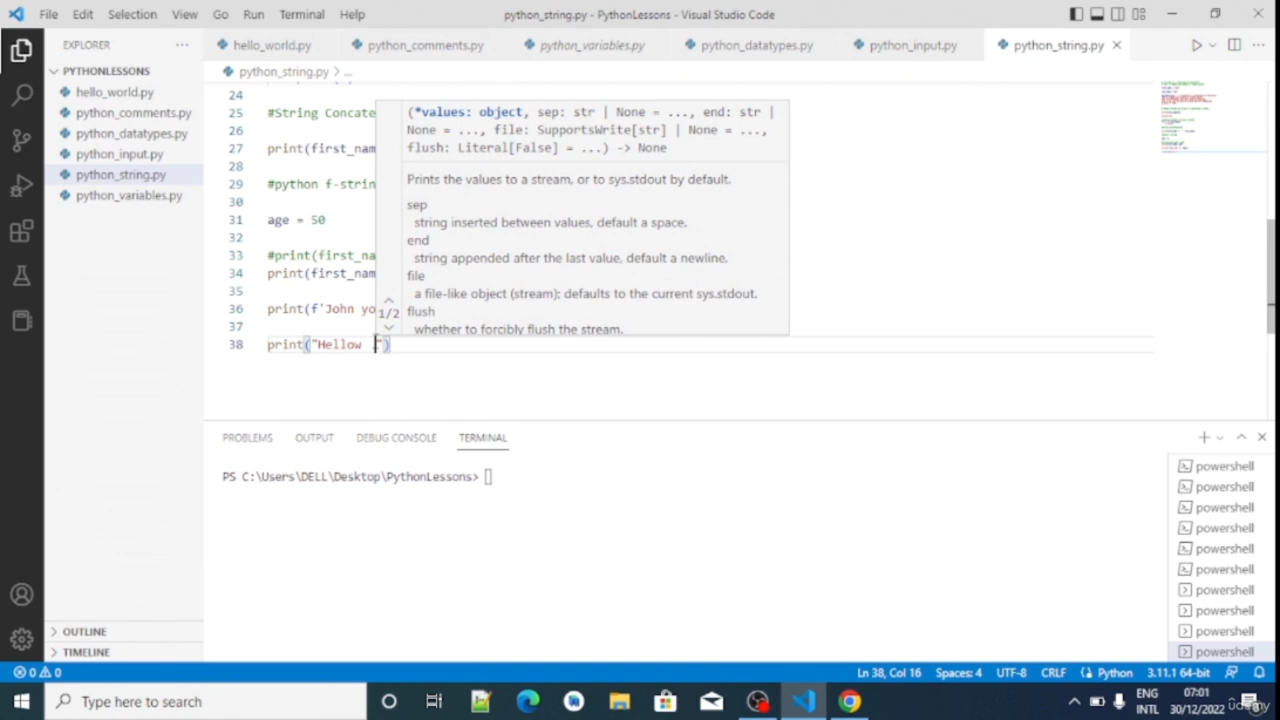 File Edit Selection View Go Run Terminal Help
python_string.py - PythonLessons - Visual Studio Code
EXPLORER
hello_world.py python_comments.py python_variables.py python_datatypes.py python_input.py python_string.py
PYTHONLESSONS
hello_world.py
python_comments.py
python_datatypes.py
python_input.py
python_string.py
python_variables.py
python_string.py > ...
24
25 #String Concate
26
27 print(first_nam
28
29 #python f-strin
30
31 age = 50
32
33 #print(first_na
34 print(first_nam
35
36 print(f'John yo
37
38 print("Hellow .")
(*values: object, sep: str | None = ..., end: str |
None = ..., file: SupportsWrite[str] | None = ...,
flush: Literal[False] = ...) -> None
Prints the values to a stream, or to sys.stdout by default.
sep
string inserted between values, default a space.
end
string appended after the last value, default a newline.
file
a file-like object (stream); defaults to the current sys.stdout.
flush
whether to forcibly flush the stream.
1/2
PROBLEMS OUTPUT DEBUG CONSOLE TERMINAL
PS C:\Users\DELL\Desktop\PythonLessons>
powershell
powershell
powershell
powershell
powershell
powershell
powershell
powershell
powershell
powershell
OUTLINE
TIMELINE
0 0
Ln 38, Col 16 Spaces: 4 UTF-8 CRLF Python 3.11.1 64-bit
Type here to search
ENG
INTL
07:01
30/12/2022
udemy